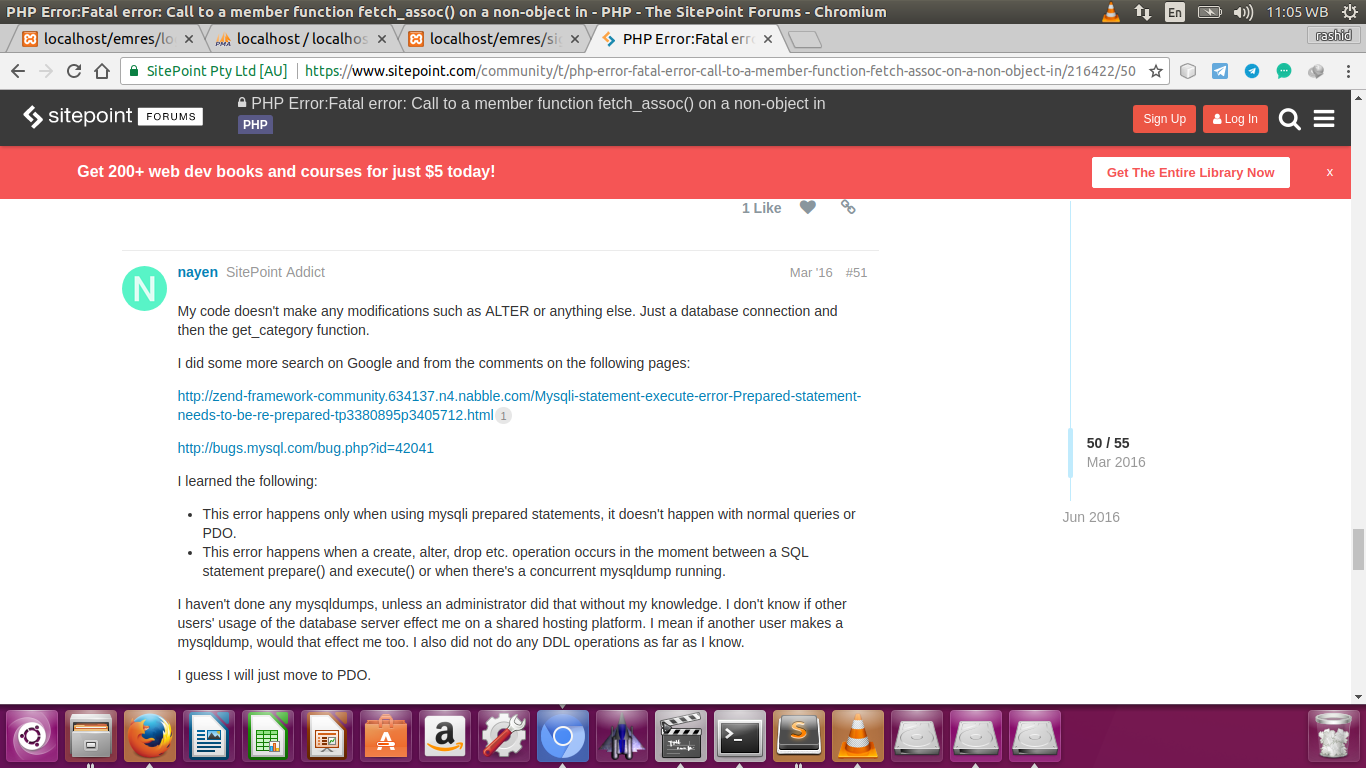 PHP Error:Fatal error: Call to a member function fetch_assoc() on a non-object in - PHP - The SitePoint Forums - Chromium
En
11:05 WB
localhost/emres/lo
localhost / localhos
localhost/emres/si
PHP Error:Fatal err
rashid
SitePoint Pty Ltd [AU]
https://www.sitepoint.com/community/t/php-error-fatal-error-call-to-a-member-function-fetch-assoc-on-a-non-object-in/216422/50
sitepoint FORUMS
PHP Error:Fatal error: Call to a member function fetch_assoc() on a non-object in
PHP
Sign Up
Log In
Get 200+ web dev books and courses for just $5 today!
Get The Entire Library Now
x
1 Like
N
nayen SitePoint Addict
Mar '16 #51
My code doesn't make any modifications such as ALTER or anything else. Just a database connection and
then the get_category function.
I did some more search on Google and from the comments on the following pages:
http://zend-framework-community.634137.n4.nabble.com/Mysqli-statement-execute-error-Prepared-statement-
needs-to-be-re-prepared-tp3380895p3405712.html 1
http://bugs.mysql.com/bug.php?id=42041
I learned the following:
• This error happens only when using mysqli prepared statements, it doesn't happen with normal queries or
PDO.
• This error happens when a create, alter, drop etc. operation occurs in the moment between a SQL
statement prepare() and execute() or when there's a concurrent mysqldump running.
I haven't done any mysqldumps, unless an administrator did that without my knowledge. I don't know if other
users' usage of the database server effect me on a shared hosting platform. I mean if another user makes a
mysqldump, would that effect me too. I also did not do any DDL operations as far as I know.
I guess I will just move to PDO.
50 / 55
Mar 2016
Jun 2016